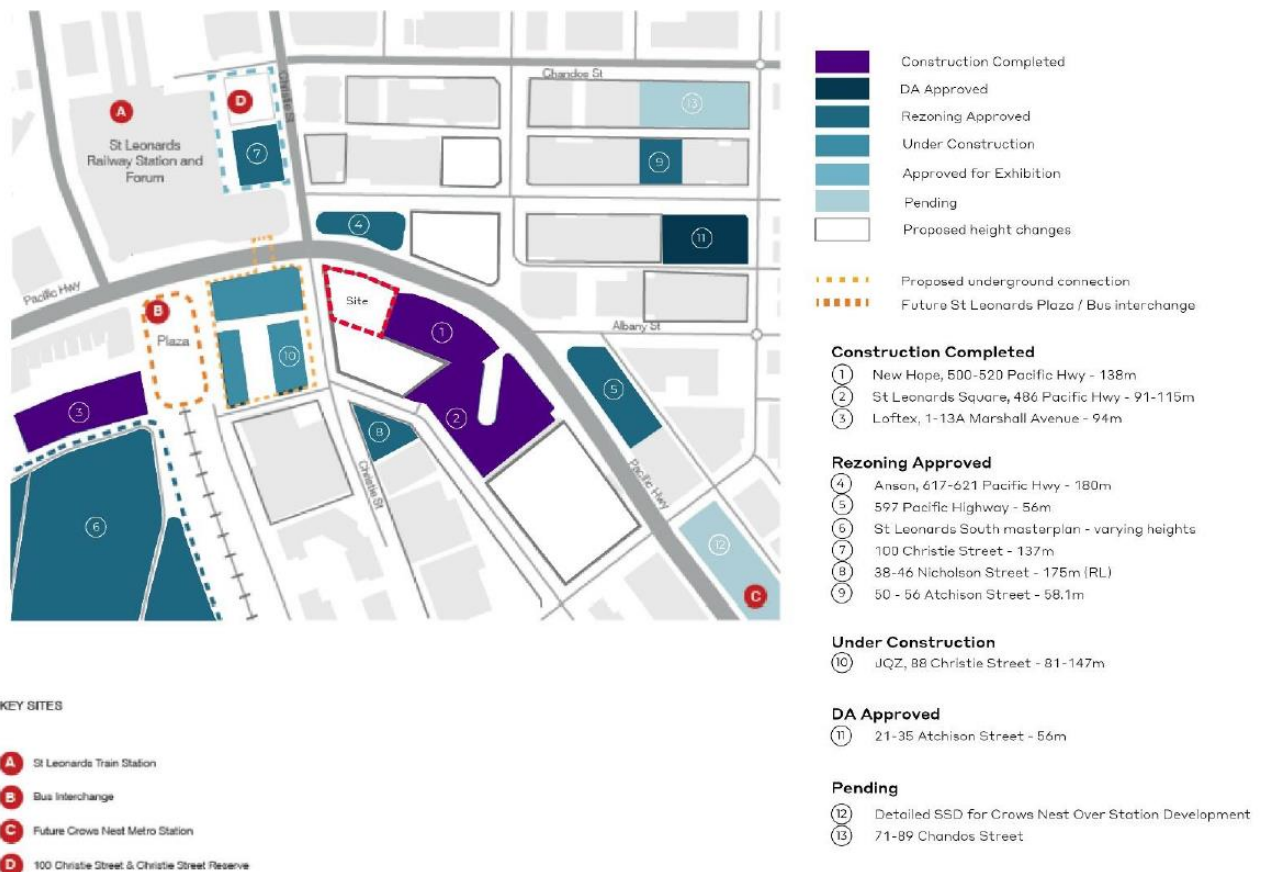 Chandos St
Christie St
A
D
13
St Leonards
Railway Station and
Forum
7
9
4
11
Pacific Hwy
B
Site
Plaza
1
Albany St
10
5
3
2
8
Christie St
Pacific Hwy
6
12
C
Construction Completed
DA Approved
Rezoning Approved
Under Construction
Approved for Exhibition
Pending
Proposed height changes
Proposed underground connection
Future St Leonards Plaza / Bus interchange
Construction Completed
1 New Hope, 500-520 Pacific Hwy - 138m
2 St Leonards Square, 486 Pacific Hwy - 91-115m
3 Loftex, 1-13A Marshall Avenue - 94m
Rezoning Approved
4 Anson, 617-621 Pacific Hwy - 180m
5 597 Pacific Highway - 56m
6 St Leonards South masterplan - varying heights
7 100 Christie Street - 137m
8 38-46 Nicholson Street - 175m (RL)
9 50 - 56 Atchison Street - 58.1m
Under Construction
10 JQZ, 88 Christie Street - 81-147m
DA Approved
11 21-35 Atchison Street - 56m
Pending
12 Detailed SSD for Crows Nest Over Station Development
13 71-89 Chandos Street
KEY SITES
A St Leonards Train Station
B Bus Interchange
C Future Crows Nest Metro Station
D 100 Christie Street & Christie Street Reserve